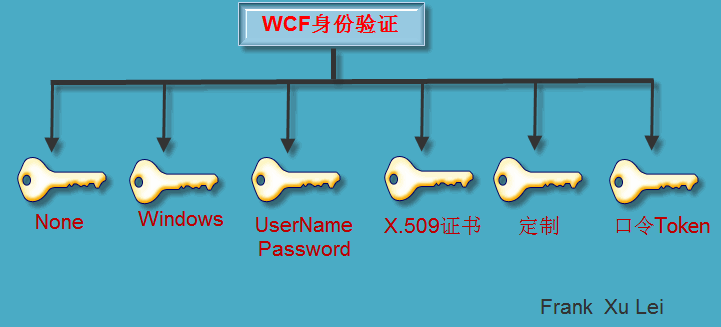 WCF身份验证
None
Windows
UserName
Password
X.509证书
定制
口令Token
Frank Xu Lei